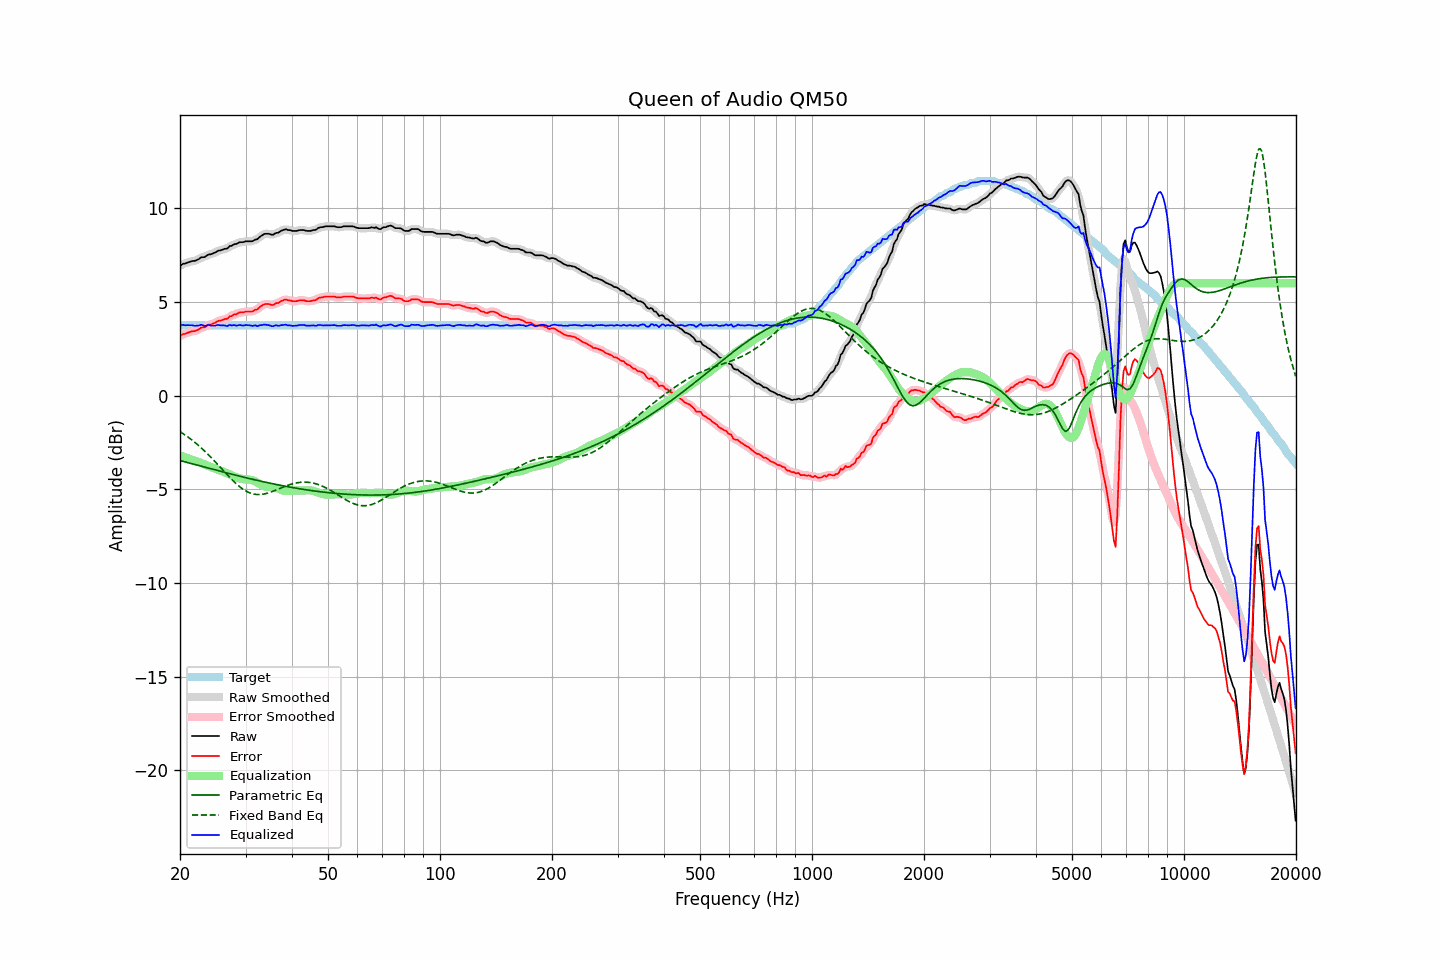 Queen of Audio QM50
Amplitude (dBr)
10
5
0
−5
−10
−15
−20
Target
Raw Smoothed
Error Smoothed
Raw
Error
Equalization
Parametric Eq
Fixed Band Eq
Equalized
20 50 100 200 500 1000 2000 5000 10000 20000
Frequency (Hz)